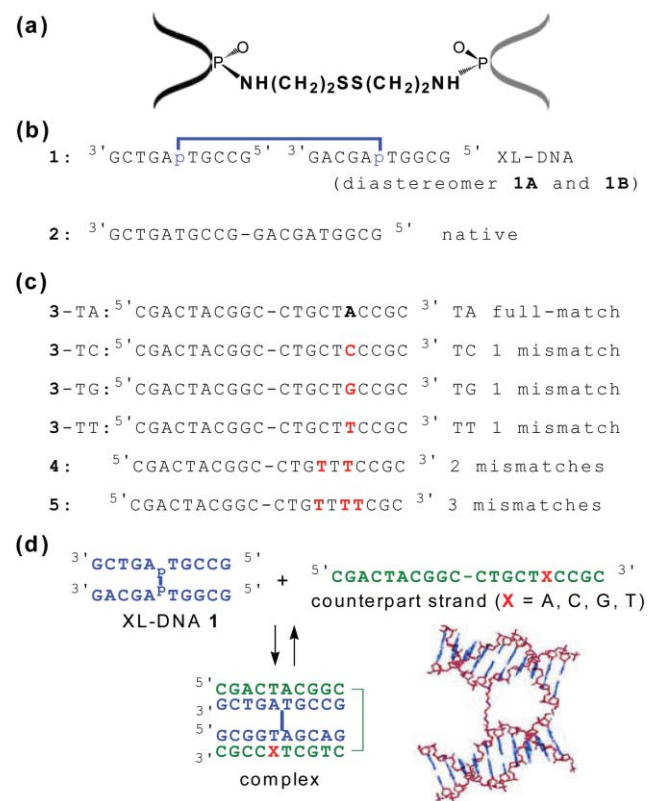 (a)
O O
P P
NH(CH2)2SS(CH2)2NH
(b)
1: 3'GCTGApTGCCG5' 3'GACGApTGGCG 5' XL-DNA
(diastereomer 1A and 1B)
2: 3'GCTGATGCCG-GACGATGGCG 5' native
(c)
3-TA: 5'CGACTACGGC-CTGCTACCGC 3' TA full-match
3-TC: 5'CGACTACGGC-CTGCTCCCGC 3' TC 1 mismatch
3-TG: 5'CGACTACGGC-CTGCTGCCGC 3' TG 1 mismatch
3-TT: 5'CGACTACGGC-CTGCTTCCGC 3' TT 1 mismatch
4: 5'CGACTACGGC-CTGTTTCCGC 3' 2 mismatches
5: 5'CGACTACGGC-CTGTTTTCGC 3' 3 mismatches
(d)
3'GCTGApTGCCG 5'
3'GACGApTGGCG 5'
XL-DNA 1
+
5'CGACTACGGC-CTGCTXCCGC 3'
counterpart strand (X = A, C, G, T)
5'CGACTACGGC
3'GCTGATGCCG
5'GCGGTAGCAG
3'CGCCXTCGTC
complex